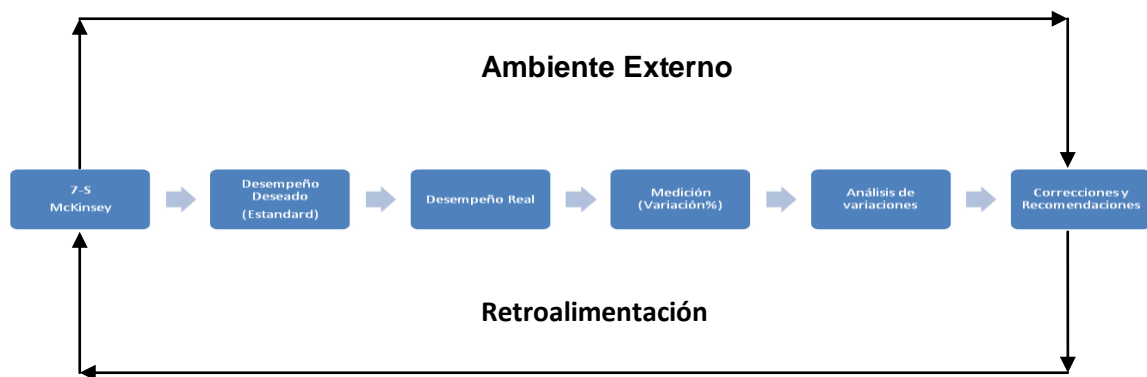 Ambiente Externo
7-S
McKinsey
Desempeño
Deseado
(Estandard)
Desempeño Real
Medición
(Variación%)
Análisis de
variaciones
Correcciones y
Recomendaciones
Retroalimentación